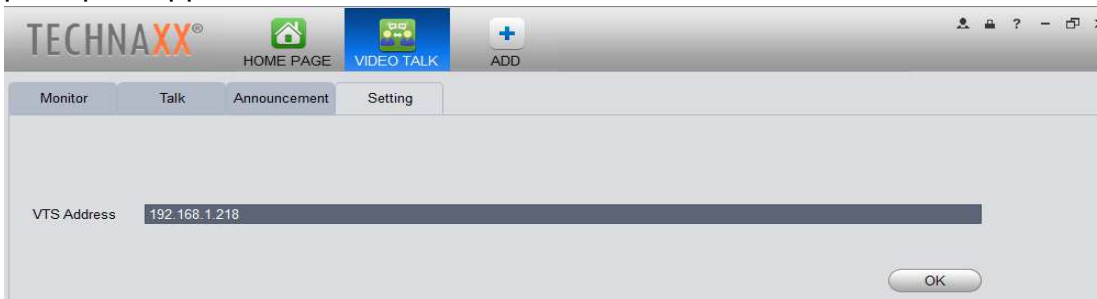 TECHNAXX®
HOME PAGE
VIDEO TALK
ADD
?
Monitor
Talk
Announcement
Setting
VTS Address
192.168.1.218
OK